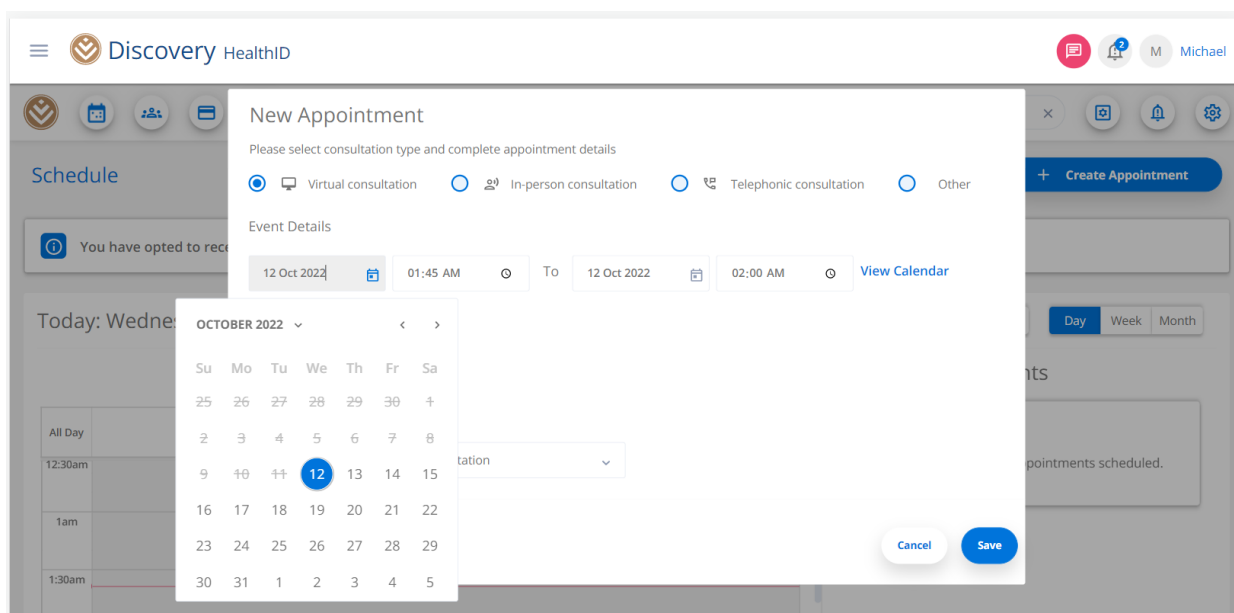 Discovery HealthID
2
M Michael
New Appointment
Please select consultation type and complete appointment details
Virtual consultation In-person consultation Telephonic consultation Other
Schedule
+ Create Appointment
Event Details
You have opted to rece
12 Oct 2022 01:45 AM To 12 Oct 2022 02:00 AM View Calendar
Today: Wednes
OCTOBER 2022
Day Week Month
nts
Su Mo Tu We Th Fr Sa
25 26 27 28 29 30 1
2 3 4 5 6 7 8
9 10 11 12 13 14 15
16 17 18 19 20 21 22
23 24 25 26 27 28 29
30 31 1 2 3 4 5
All Day
12:30am
1am
1:30am
tation
pointments scheduled.
Cancel Save